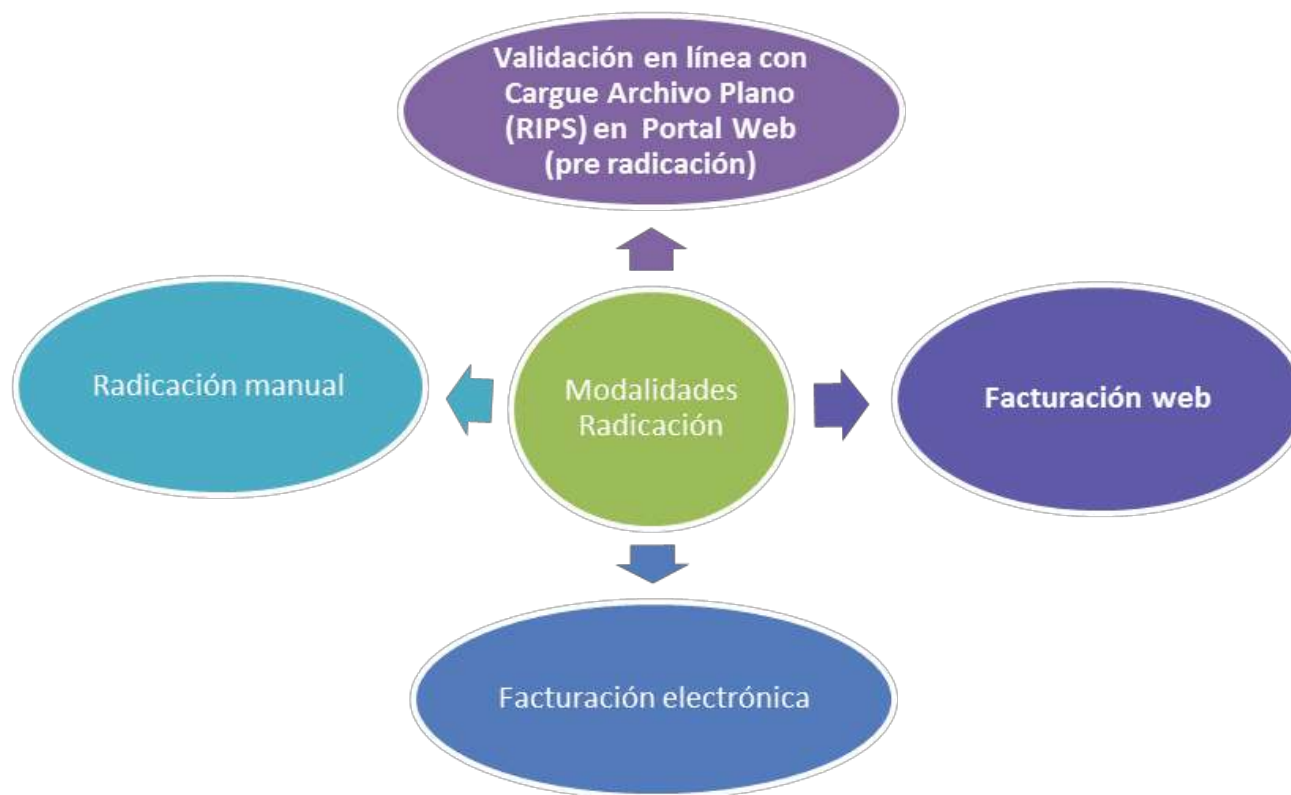 Validación en línea con
Cargue Archivo Plano
(RIPS) en Portal Web
(pre radicación)
Radicación manual
Modalidades
Radicación
Facturación web
Facturación electrónica